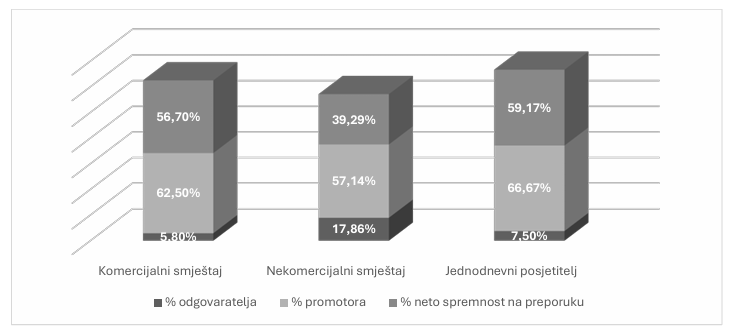 56,70%
39,29%
59,17%
62,50%
57,14%
66,67%
5,80%
17,86%
7,50%
Komercijalni smještaj
Nekomercijalni smještaj
Jednodnevni posjetitelj
% odgovaratelja
% promotora
% neto spremnost na preporuku